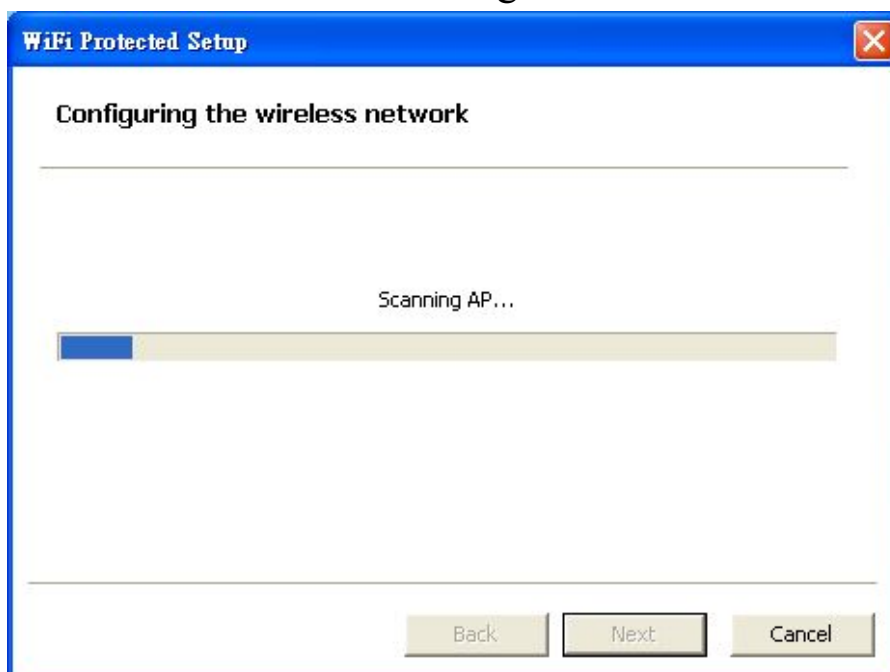 WiFi Protected Setup
Configuring the wireless network
Scanning AP...
Back Next Cancel